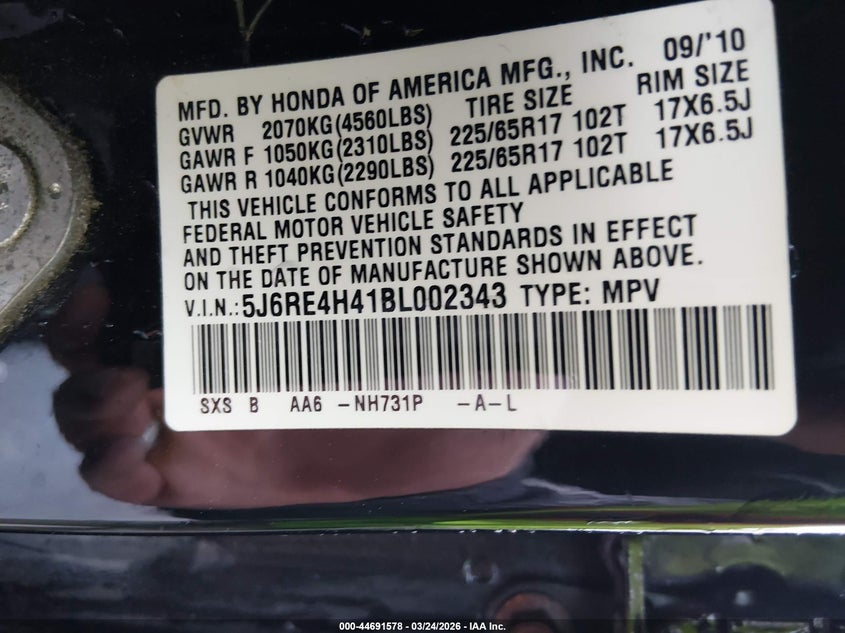 MFD. BY HONDA OF AMERICA MFG., INC. 09/'10
GVWR 2070KG(4560LBS) TIRE SIZE RIM SIZE
GAWR F 1050KG(2310LBS) 225/65R17 102T 17X6.5J
GAWR R 1040KG(2290LBS) 225/65R17 102T 17X6.5J
THIS VEHICLE CONFORMS TO ALL APPLICABLE
FEDERAL MOTOR VEHICLE SAFETY
AND THEFT PREVENTION STANDARDS IN EFFECT
ON THE DATE OF MANUFACTURE SHOWN ABOVE.
V.I.N.:5J6RE4H41BL002343 TYPE: MPV
SXS B AA6 -NH731P -A-L
000-44691578 - 03/24/2026 - IAA Inc.